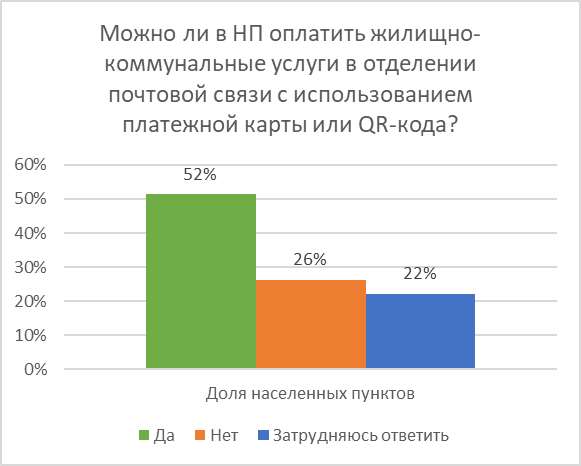 Можно ли в НП оплатить жилищно-
коммунальные услуги в отделении
почтовой связи с использованием
платежной карты или QR-кода?
60%
50%
40%
30%
20%
10%
0%
52%
26%
22%
Доля населенных пунктов
Да Нет Затрудняюсь ответить